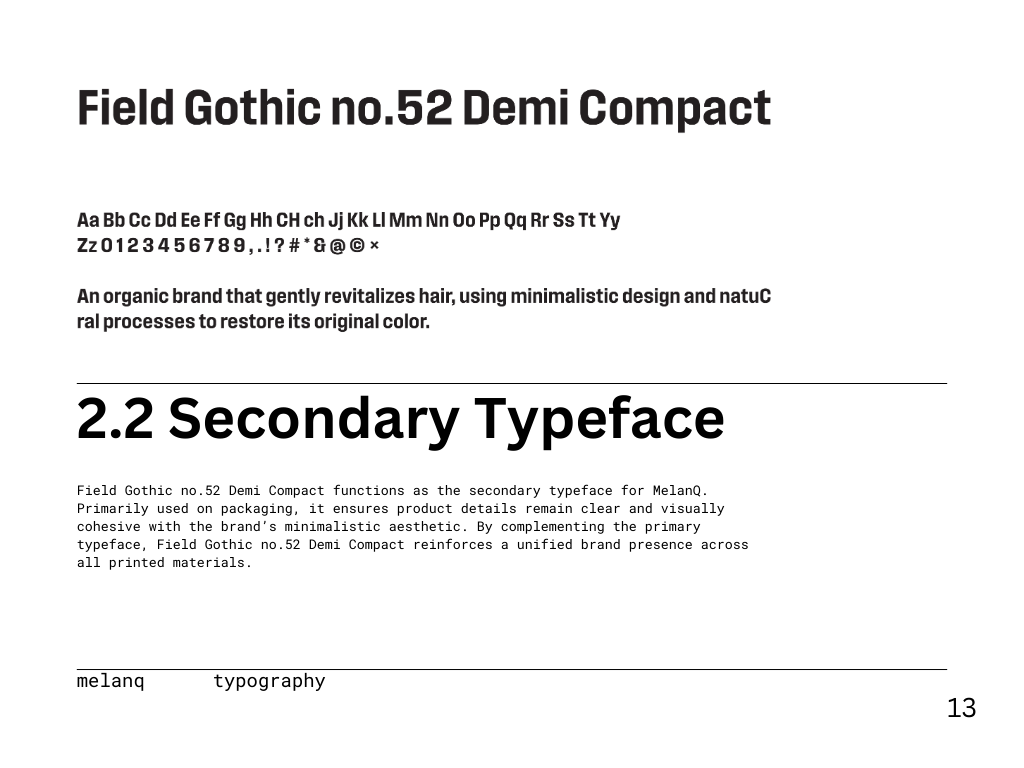 Field Gothic no.52 Demi Compact
Aa Bb Cc Dd Ee Ff Gg Hh CH ch Jj Kk Ll Mm Nn Oo Pp Qq Rr Ss Tt Yy
Zz 0 1 2 3 4 5 6 7 8 9 , . ! ? # * & @ © ×
An organic brand that gently revitalizes hair, using minimalistic design and natuC
ral processes to restore its original color.
2.2 Secondary Typeface
Field Gothic no.52 Demi Compact functions as the secondary typeface for MelanQ.
Primarily used on packaging, it ensures product details remain clear and visually
cohesive with the brand’s minimalistic aesthetic. By complementing the primary
typeface, Field Gothic no.52 Demi Compact reinforces a unified brand presence across
all printed materials.
melanq typography
13